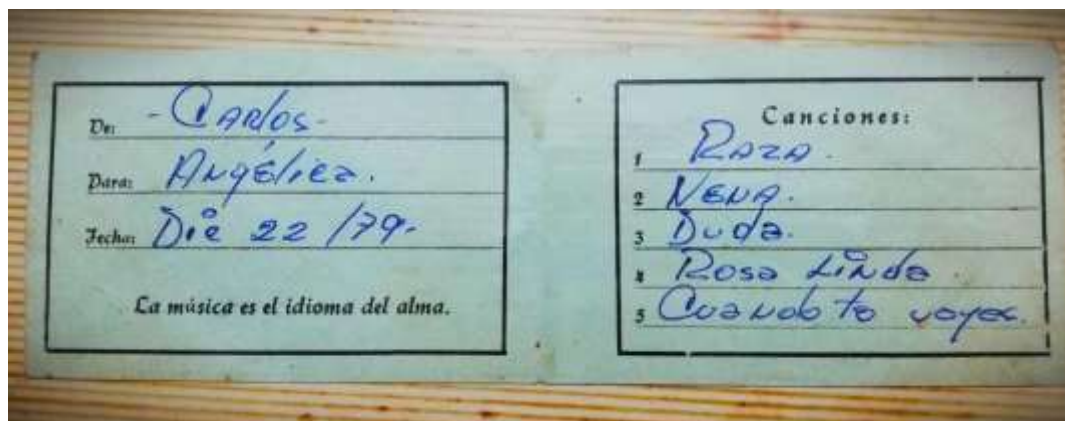 De: - Carlos -
Para: Angélica.
Fecha: Dic 22 /79.
La música es el idioma del alma.
Canciones:
1 Raza.
2 Nena.
3 Duda.
4 Rosa Linda.
5 Cuando te vayas.